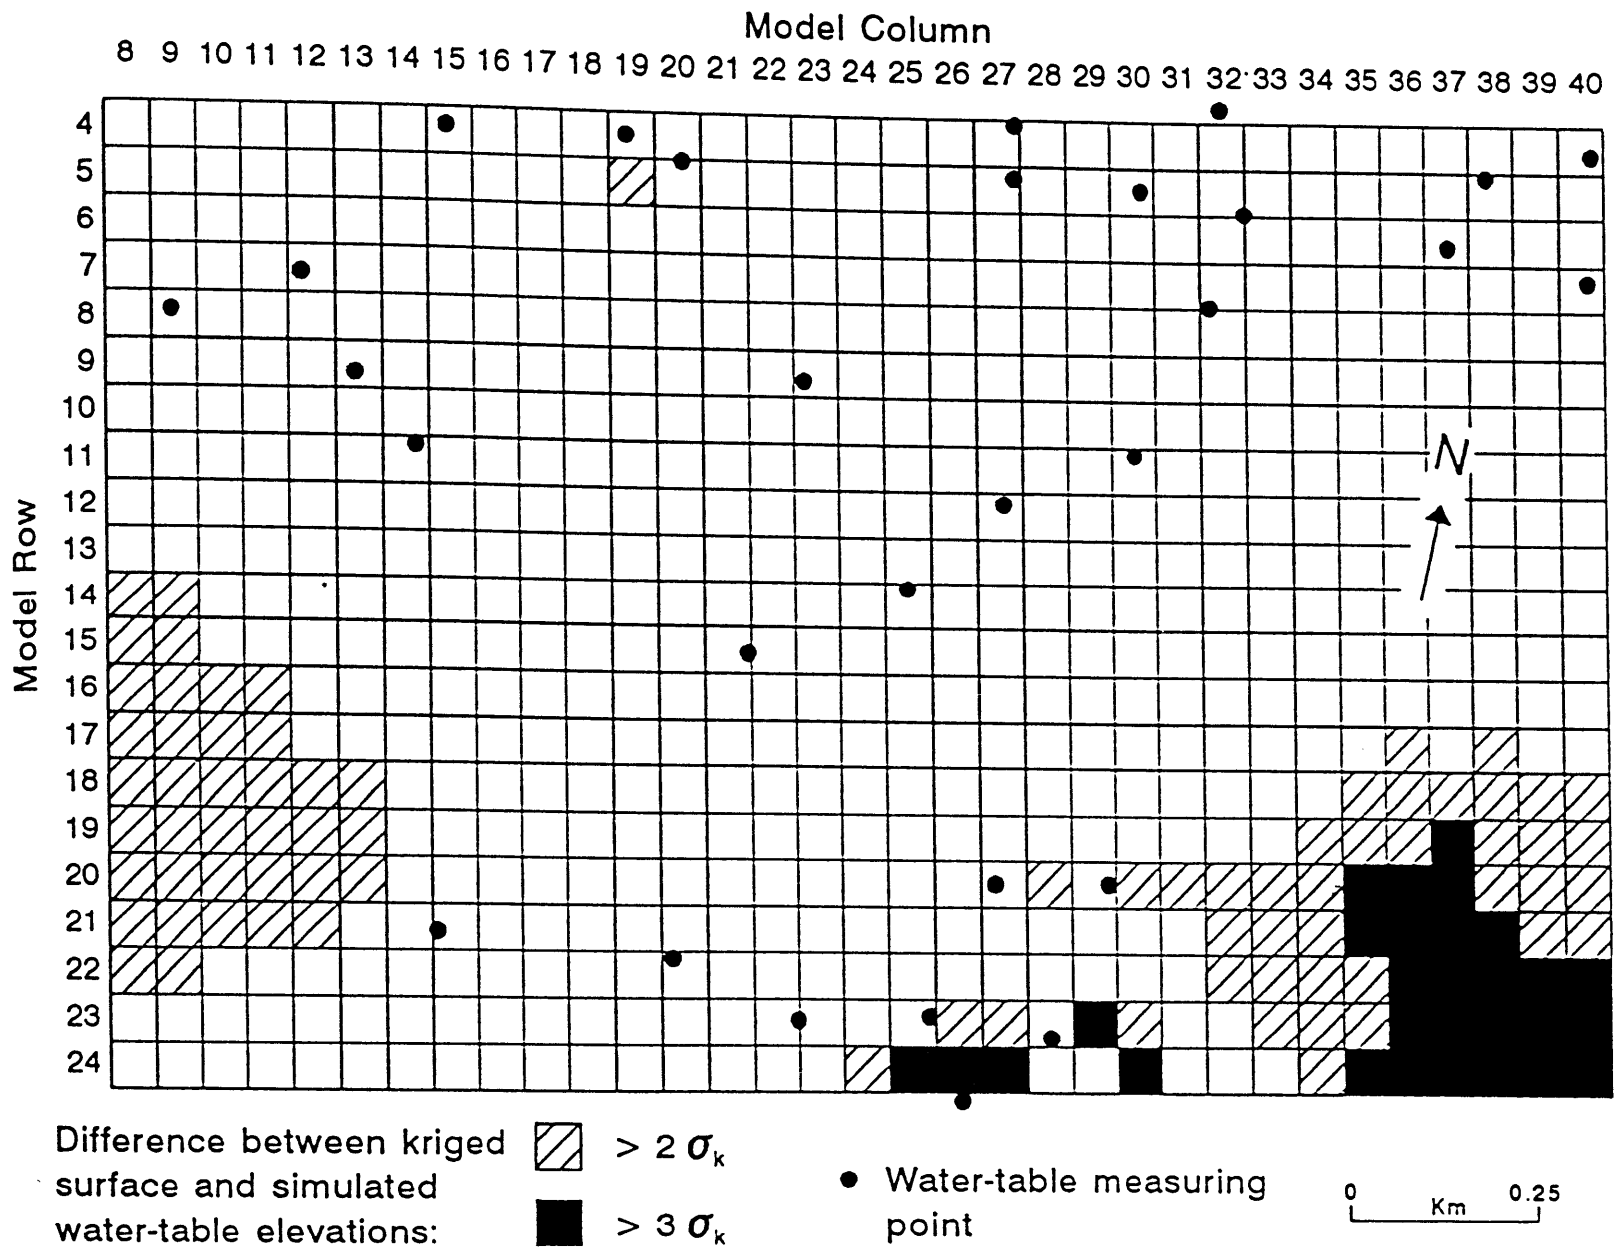 Model Column
8 9 10 11 12 13 14 15 16 17 18 19 20 21 22 23 24 25 26 27 28 29 30 31 32 33 34 35 36 37 38 39 40
4
5
6
7
8
9
10
11
12
13
14
15
16
17
18
19
20
21
22
23
24
Model Row
N
Difference between kriged
surface and simulated
water-table elevations:
> 2 σk
> 3 σk
Water-table measuring
point
0 0.25
Km